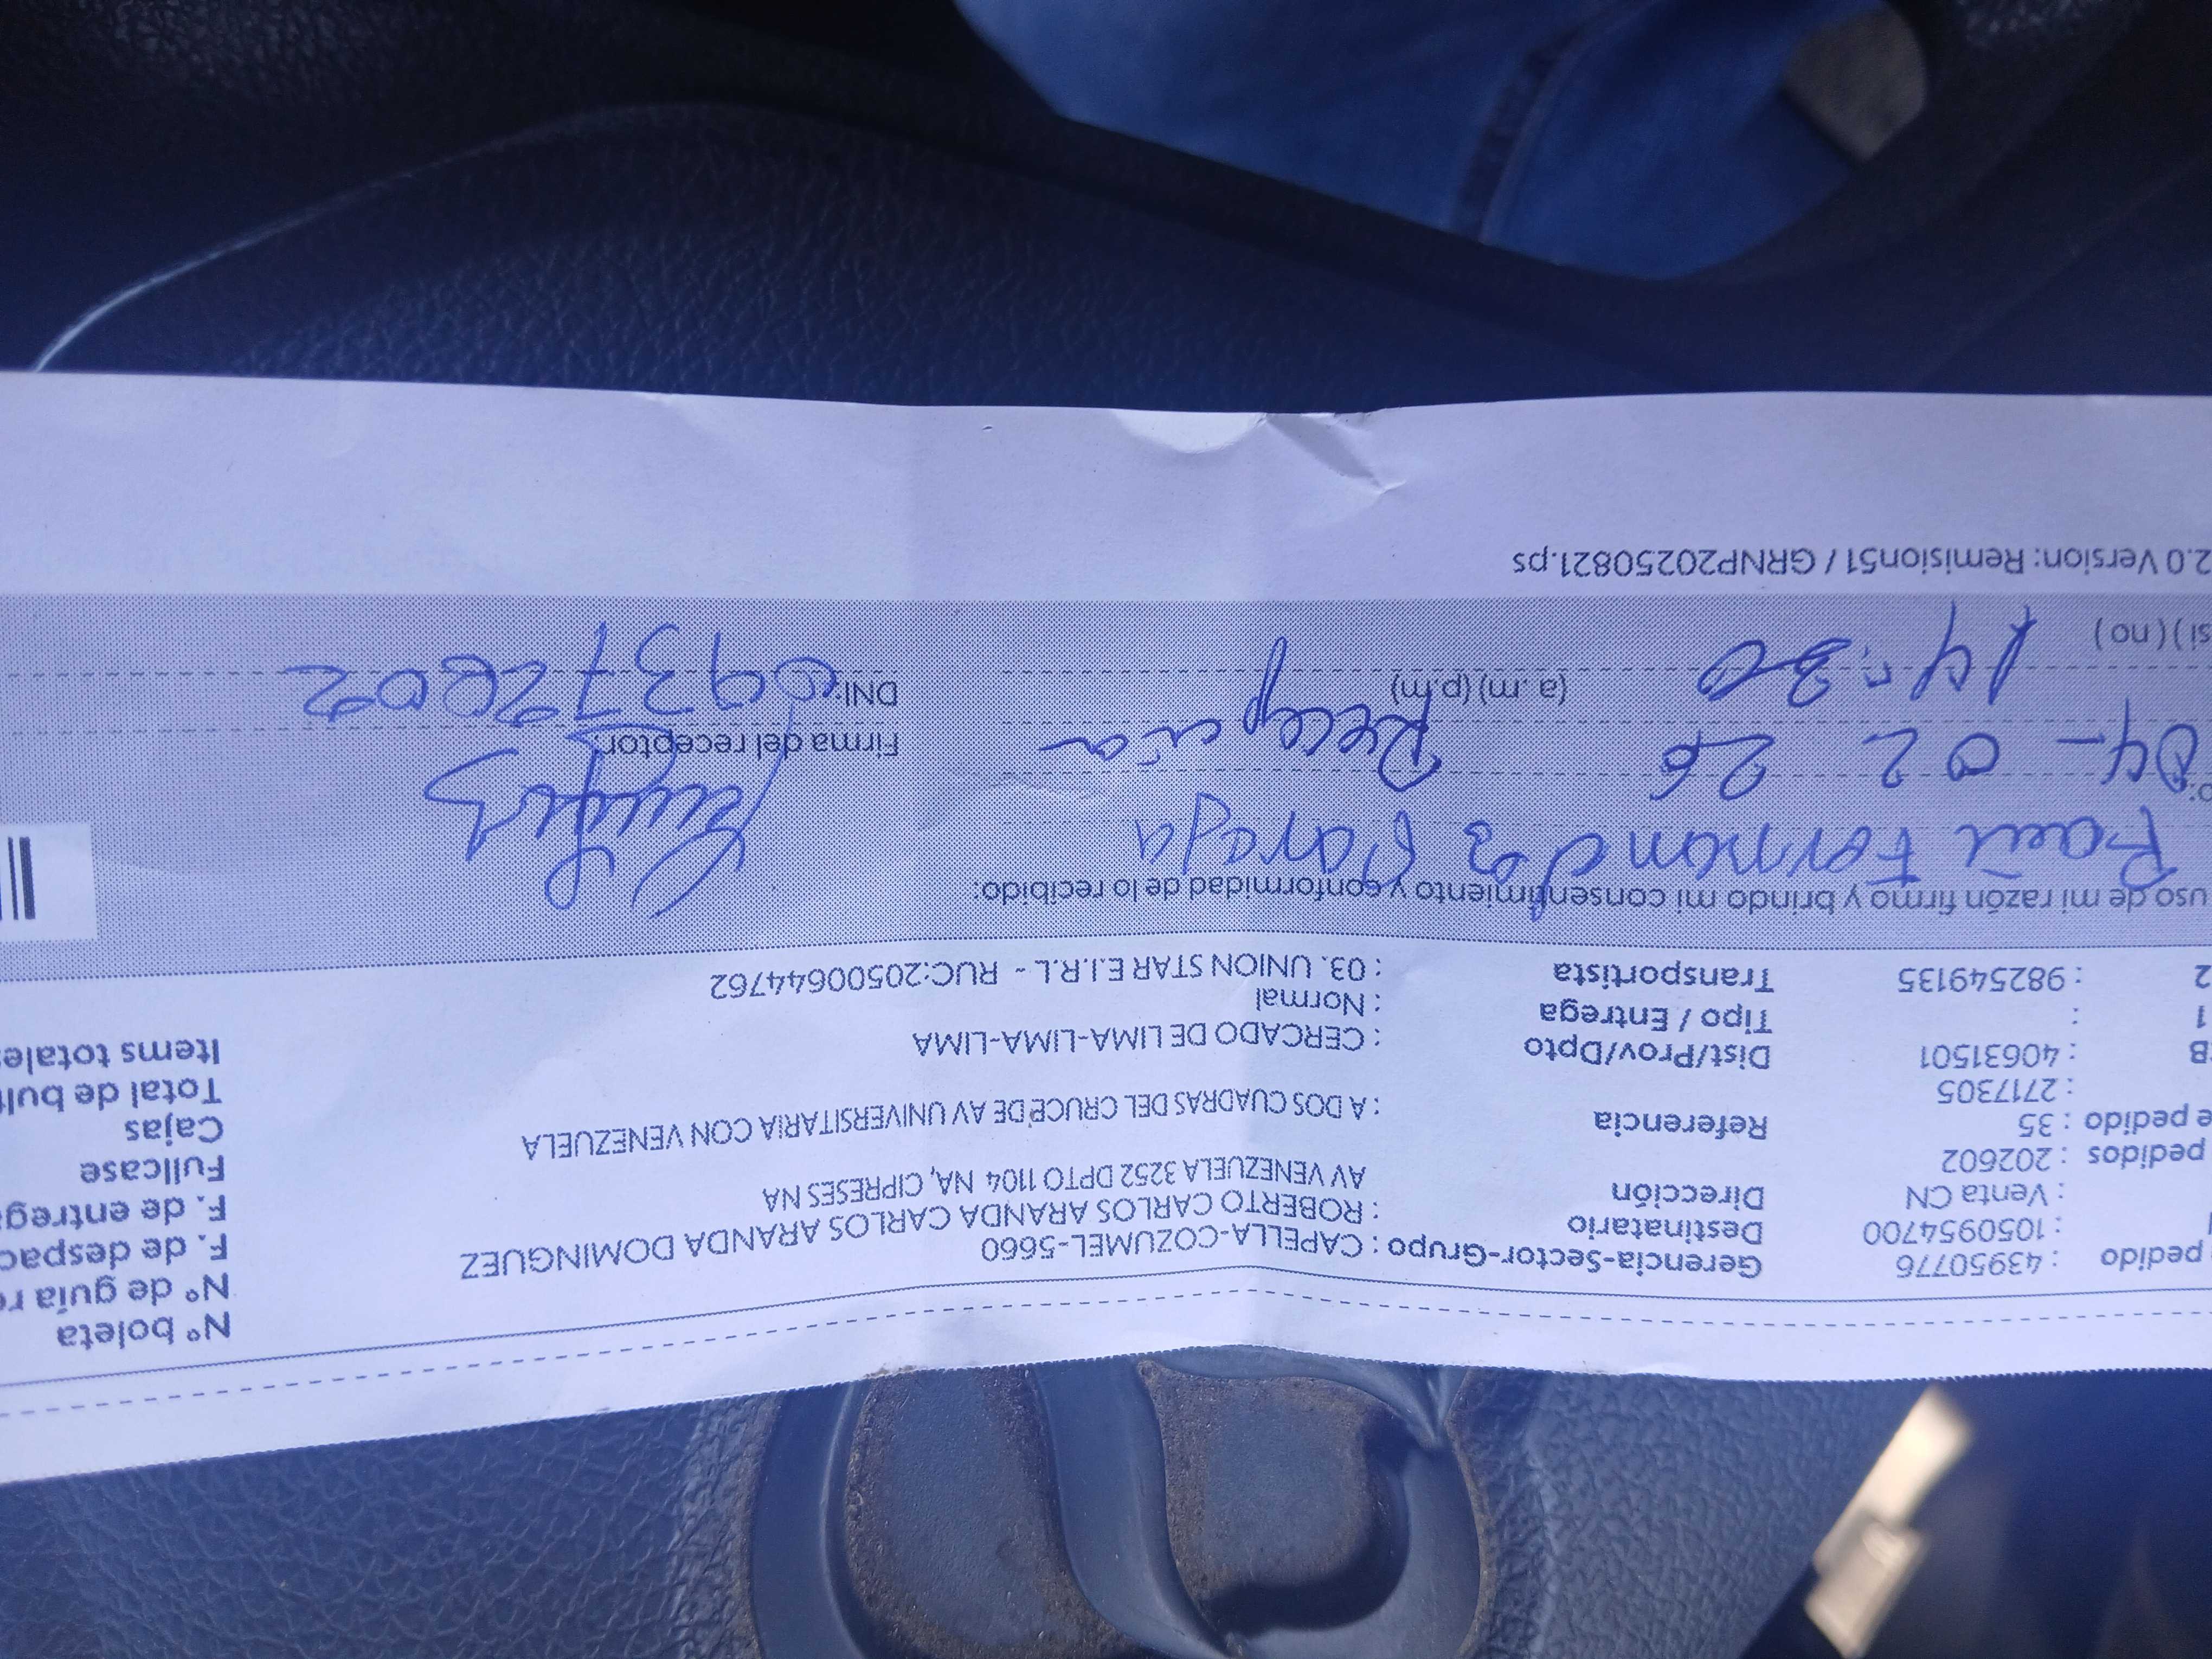 pedido : 43950776 Gerencia-Sector-Grupo : CAPELLA-COZUMEL-5660 N° boleta
: 1050954700 Destinatario : ROBERTO CARLOS ARANDA CARLOS ARANDA DOMINGUEZ N° de guía
: Venta CN Dirección AV VENEZUELA 3252 DPTO 1104 NA, CIPRESES NA F. de despac
pedidos : 202602 F. de entrega
e pedido : 35 Referencia : A DOS CUADRAS DEL CRUCE DE AV UNIVERSITARIA CON VENEZUELA Fullcase
: 2717305 Cajas
B : 40631501 Dist/Prov/Dpto : CERCADO DE LIMA-LIMA-LIMA Total de bult
1 : Tipo / Entrega : Normal Items totale
2 : 982549135 Transportista : 03. UNION STAR E.I.R.L - RUC:20500644762
uso de mi razón firmo y brindo mi consentimiento y conformidad de lo recibido:
Raul Fernandez
o: 04-02 26 Recepción Firma del receptor:
14:30 (a.m) (p.m) DNI:
si ) ( no )
2.0 Version: Remision51 / GRNP20250821.ps